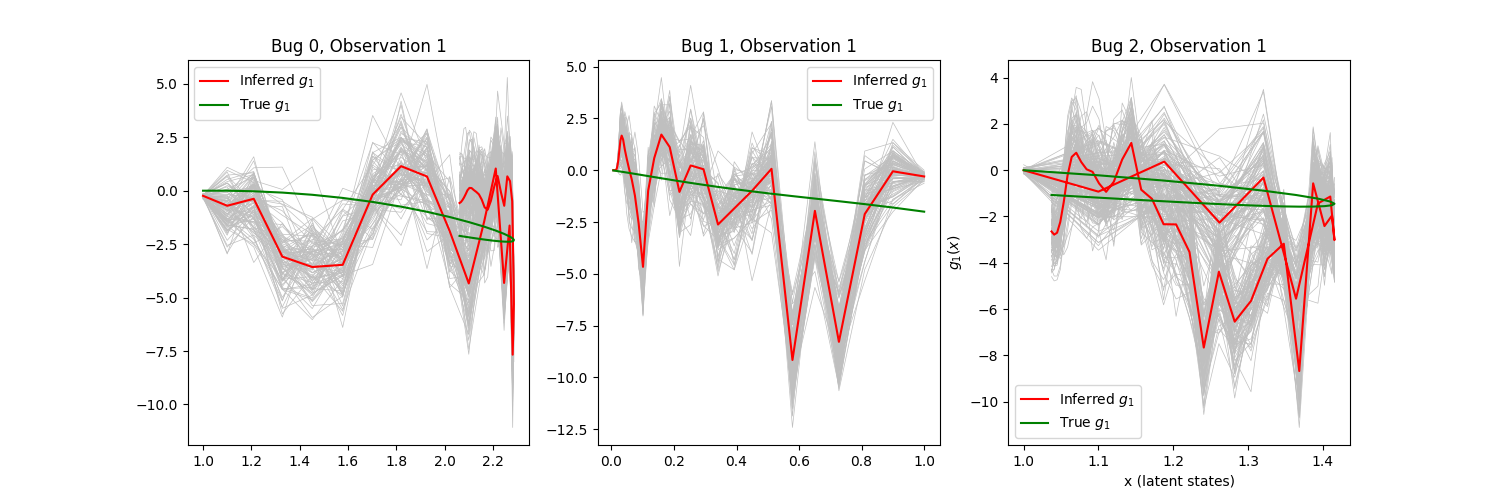 Bug 0, Observation 1
Inferred g₁
True g₁
5.0
2.5
0.0
−2.5
−5.0
−7.5
−10.0
1.0 1.2 1.4 1.6 1.8 2.0 2.2
Bug 1, Observation 1
Inferred g₁
True g₁
5.0
2.5
0.0
−2.5
−5.0
−7.5
−10.0
−12.5
0.0 0.2 0.4 0.6 0.8 1.0
Bug 2, Observation 1
4
2
0
−2
−4
−6
−8
−10
g₁(x)
Inferred g₁
True g₁
1.0 1.1 1.2 1.3 1.4
x (latent states)